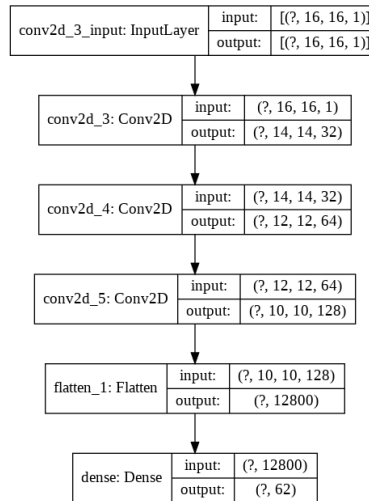 conv2d_3_input: InputLayer
input:
[(?, 16, 16, 1)]
output:
[(?, 16, 16, 1)]
conv2d_3: Conv2D
input:
(?, 16, 16, 1)
output:
(?, 14, 14, 32)
conv2d_4: Conv2D
input:
(?, 14, 14, 32)
output:
(?, 12, 12, 64)
conv2d_5: Conv2D
input:
(?, 12, 12, 64)
output:
(?, 10, 10, 128)
flatten_1: Flatten
input:
(?, 10, 10, 128)
output:
(?, 12800)
dense: Dense
input:
(?, 12800)
output:
(?, 62)